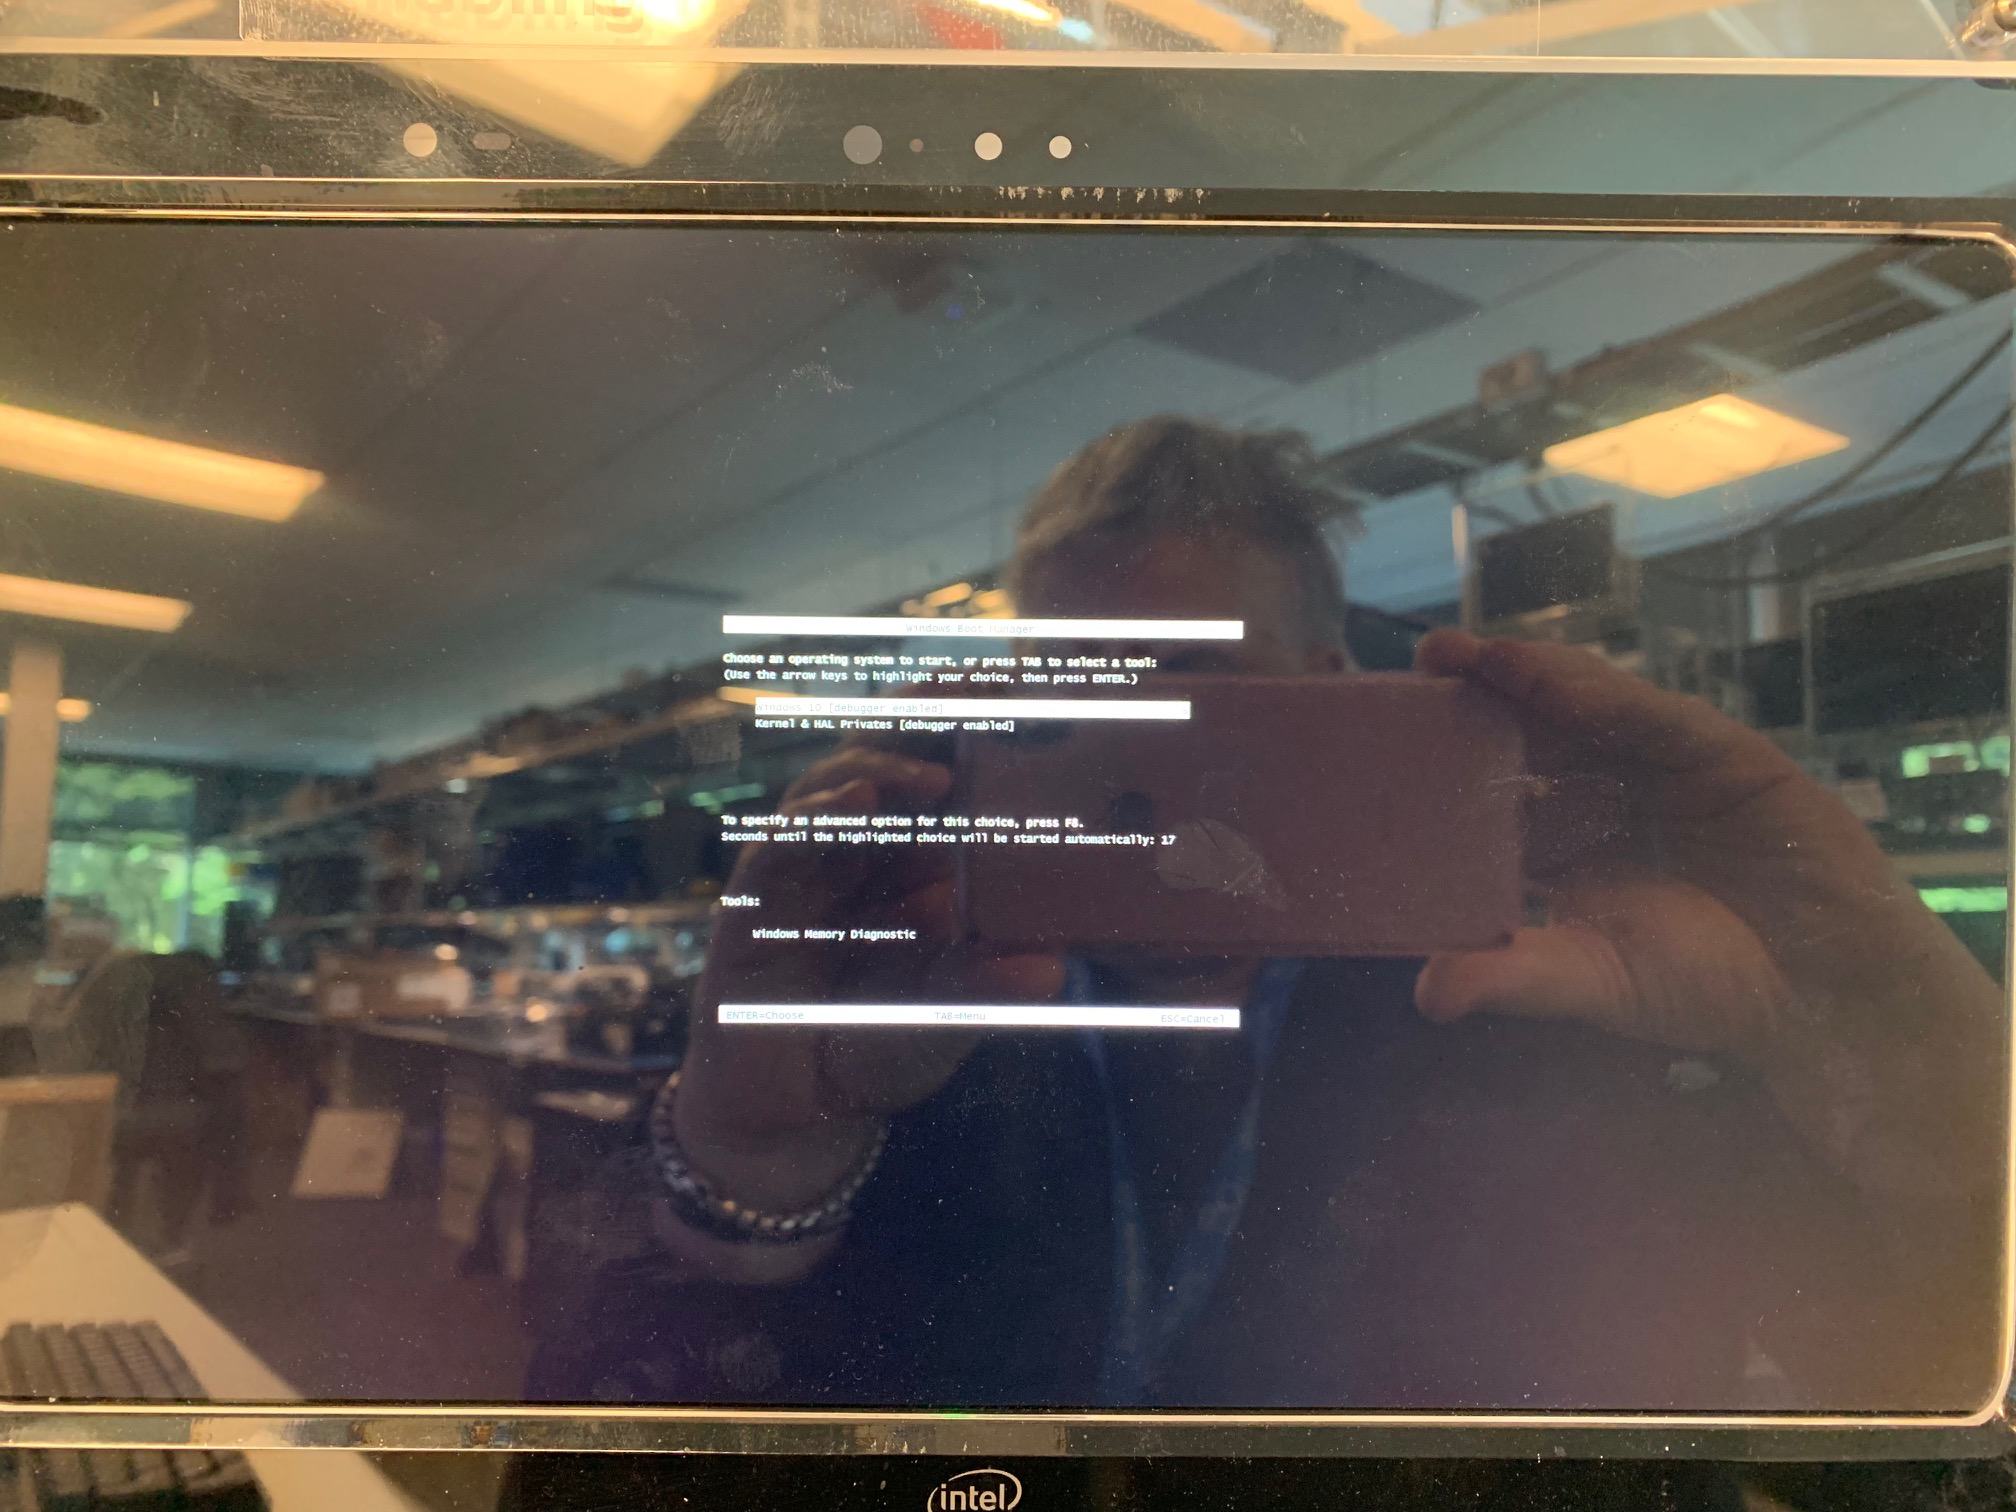 Windows Boot Manager
Choose an operating system to start, or press TAB to select a tool:
(Use the arrow keys to highlight your choice, then press ENTER.)
Windows 10 [debugger enabled]
Kernel & HAL Privates [debugger enabled]
To specify an advanced option for this choice, press F8.
Seconds until the highlighted choice will be started automatically: 17
Tools:
Windows Memory Diagnostic
ENTER=Choose TAB=Menu ESC=Cancel
intel